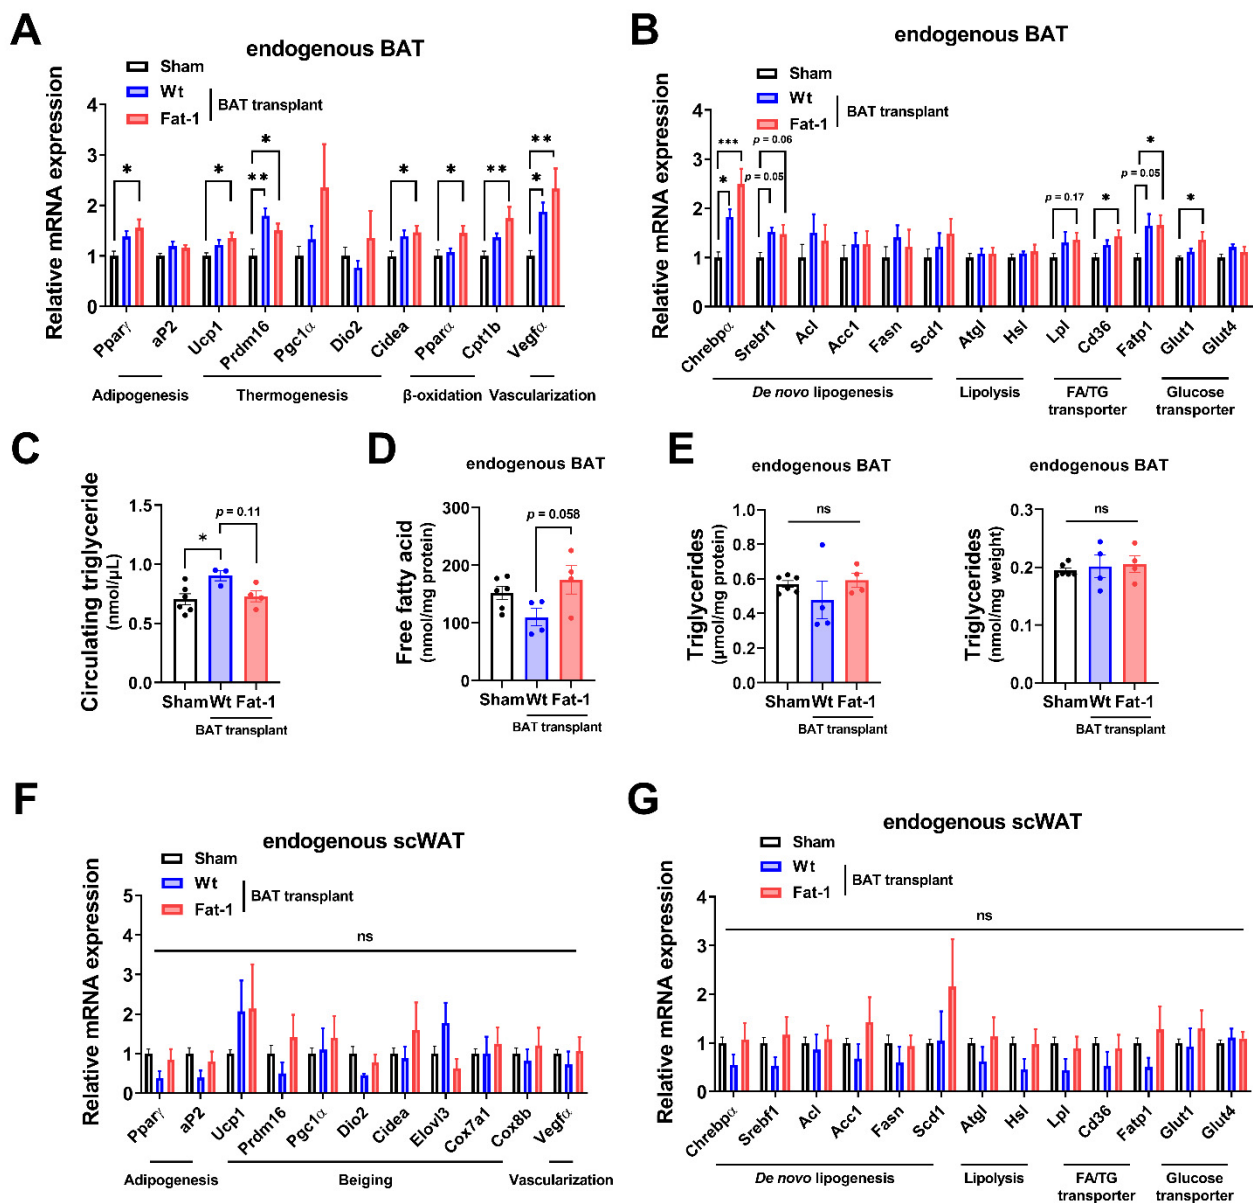 A
endogenous BAT
Sham
Wt
Fat-1
BAT transplant
Relative mRNA expression
4
3
2
1
0
*
*
*
**
*
*
**
**
*
Pparγ
aP2
Ucp1
Prdm16
Pgc1α
Dio2
Cidea
Pparα
Cpt1b
Vegfα
Adipogenesis
Thermogenesis
β-oxidation
Vascularization
B
endogenous BAT
Sham
Wt
Fat-1
BAT transplant
Relative mRNA expression
4
3
2
1
0
***
*
p = 0.06
p = 0.05
p = 0.17
*
*
p = 0.05
*
Chrebpα
Srebf1
Acl
Acc1
Fasn
Scd1
Atgl
Hsl
Lpl
Cd36
Fatp1
Glut1
Glut4
De novo lipogenesis
Lipolysis
FA/TG
transporter
Glucose
transporter
C
Circulating triglyceride
(nmol/μL)
1.5
1.0
0.5
0.0
*
p = 0.11
Sham Wt Fat-1
BAT transplant
D
endogenous BAT
Free fatty acid
(nmol/mg protein)
300
200
100
0
p = 0.058
Sham Wt Fat-1
BAT transplant
E
endogenous BAT
Triglycerides
(μmol/mg protein)
1.0
0.8
0.6
0.4
0.2
0.0
ns
Sham Wt Fat-1
BAT transplant
endogenous BAT
Triglycerides
(nmol/mg weight)
0.3
0.2
0.1
0.0
ns
Sham Wt Fat-1
BAT transplant
F
endogenous scWAT
Sham
Wt
Fat-1
BAT transplant
Relative mRNA expression
5
4
3
2
1
0
ns
Pparγ
aP2
Ucp1
Prdm16
Pgc1α
Dio2
Cidea
Elovl3
Cox7a1
Cox8b
Vegfα
Adipogenesis
Beiging
Vascularization
G
endogenous scWAT
Sham
Wt
Fat-1
BAT transplant
Relative mRNA expression
4
3
2
1
0
ns
Chrebpα
Srebf1
Acl
Acc1
Fasn
Scd1
Atgl
Hsl
Lpl
Cd36
Fatp1
Glut1
Glut4
De novo lipogenesis
Lipolysis
FA/TG
transporter
Glucose
transporter